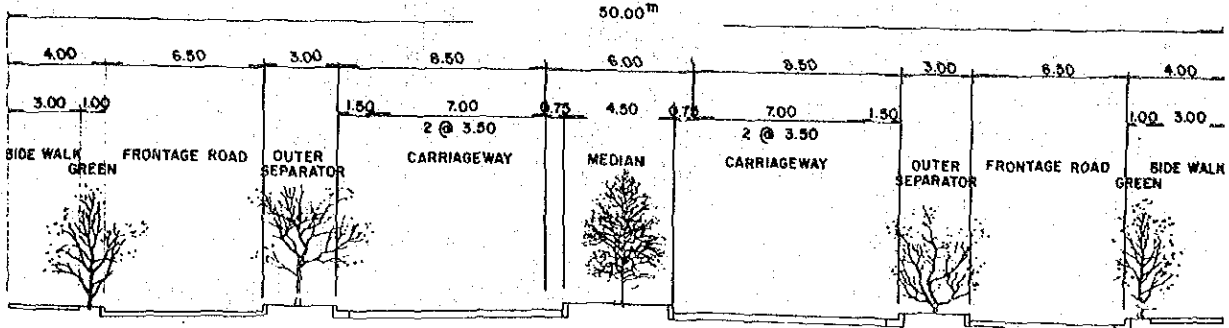 50.00m
4.00 6.50 3.00 8.50 6.00 8.50 3.00 6.50 4.00
3.00 1.00 1.50 7.00 0.75 4.50 0.75 7.00 1.50 1.00 3.00
2 @ 3.50 2 @ 3.50
SIDE WALK FRONTAGE ROAD OUTER CARRIAGEWAY MEDIAN CARRIAGEWAY OUTER FRONTAGE ROAD SIDE WALK
GREEN SEPARATOR SEPARATOR GREEN